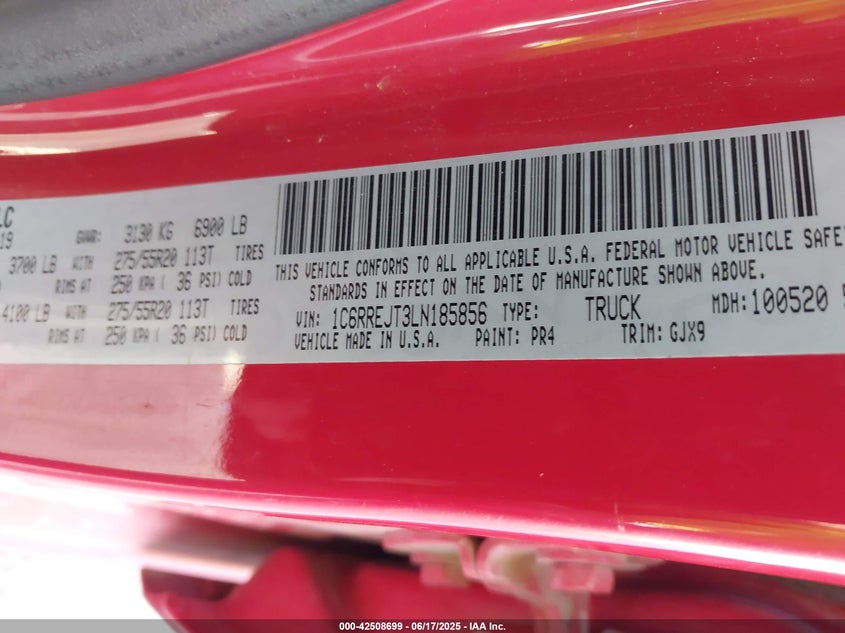 LC
19 GVWR: 3130 KG 6900 LB
3700 LB WITH 275/55R20 113T TIRES
RIMS AT 250 KPA ( 36 PSI) COLD
4100 LB WITH 275/55R20 113T TIRES
RIMS AT 250 KPA ( 36 PSI) COLD
THIS VEHICLE CONFORMS TO ALL APPLICABLE U.S.A. FEDERAL MOTOR VEHICLE SAFE
STANDARDS IN EFFECT ON THE DATE OF MANUFACTURE SHOWN ABOVE.
VIN: 1C6RREJT3LN185856 TYPE: TRUCK MDH: 100520
VEHICLE MADE IN U.S.A. PAINT: PR4 TRIM: GJX9
000-42508699 / 06/17/2025 - IAA Inc.